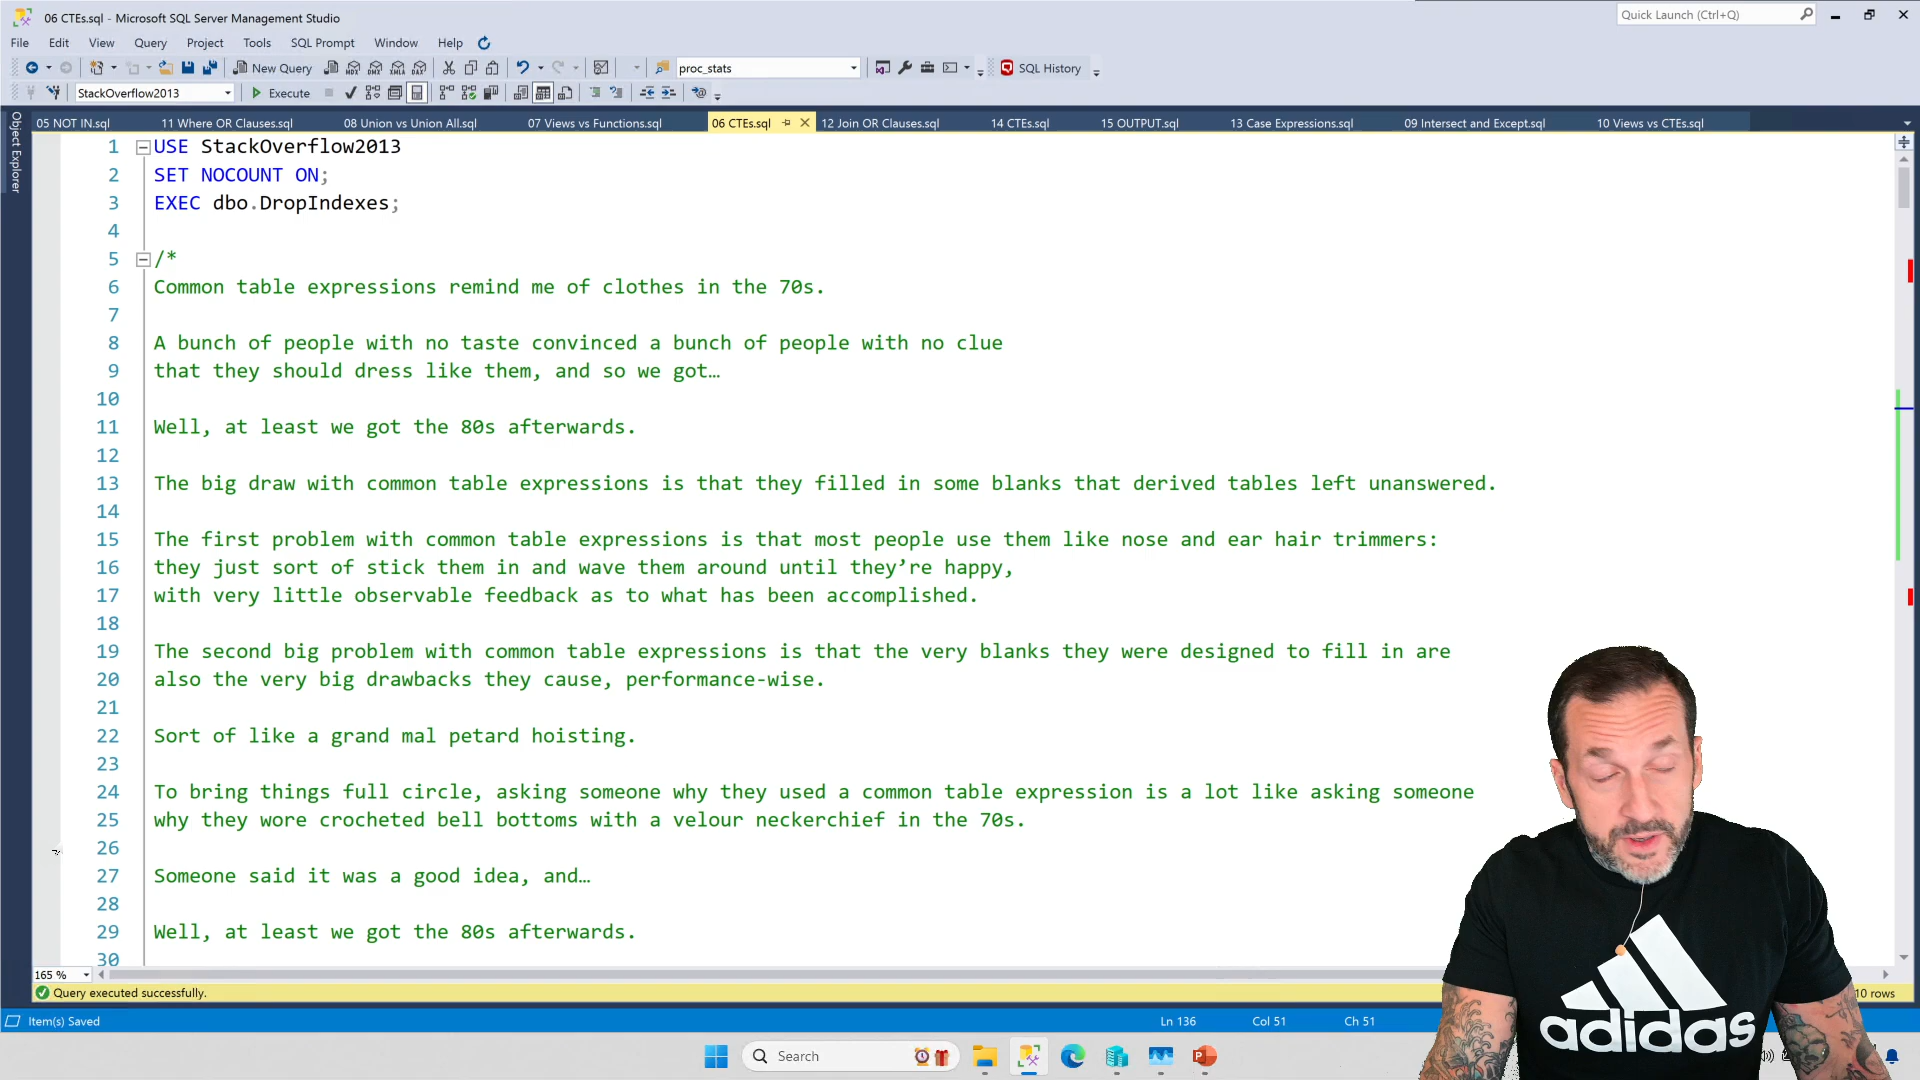 06 CTEs.sql - Microsoft SQL Server Management Studio
Quick Launch (Ctrl+Q)
File Edit View Query Project Tools SQL Prompt Window Help
New Query MDX DMX XMLA DAX proc_stats SQL History
StackOverflow2013 Execute
05 NOT IN.sql 11 Where OR Clauses.sql 08 Union vs Union All.sql 07 Views vs Functions.sql 06 CTEs.sql 12 Join OR Clauses.sql 14 CTEs.sql 15 OUTPUT.sql 13 Case Expressions.sql 09 Intersect and Except.sql 10 Views vs CTEs.sql
Object Explorer
1 USE StackOverflow2013
2 SET NOCOUNT ON;
3 EXEC dbo.DropIndexes;
4
5 /*
6 Common table expressions remind me of clothes in the 70s.
7
8 A bunch of people with no taste convinced a bunch of people with no clue
9 that they should dress like them, and so we got…
10
11 Well, at least we got the 80s afterwards.
12
13 The big draw with common table expressions is that they filled in some blanks that derived tables left unanswered.
14
15 The first problem with common table expressions is that most people use them like nose and ear hair trimmers:
16 they just sort of stick them in and wave them around until they’re happy,
17 with very little observable feedback as to what has been accomplished.
18
19 The second big problem with common table expressions is that the very blanks they were designed to fill in are
20 also the very big drawbacks they cause, performance-wise.
21
22 Sort of like a grand mal petard hoisting.
23
24 To bring things full circle, asking someone why they used a common table expression is a lot like asking someone
25 why they wore crocheted bell bottoms with a velour neckerchief in the 70s.
26
27 Someone said it was a good idea, and…
28
29 Well, at least we got the 80s afterwards.
30
165 %
Query executed successfully.
10 rows
Item(s) Saved Ln 136 Col 51 Ch 51
Search
adidas